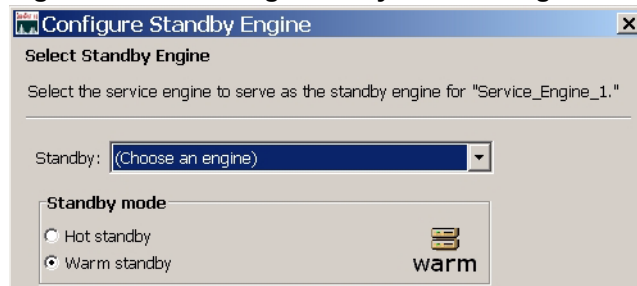 Configure Standby Engine
Select Standby Engine
Select the service engine to serve as the standby engine for "Service_Engine_1."
Standby: (Choose an engine)
Standby mode
Hot standby
Warm standby
warm